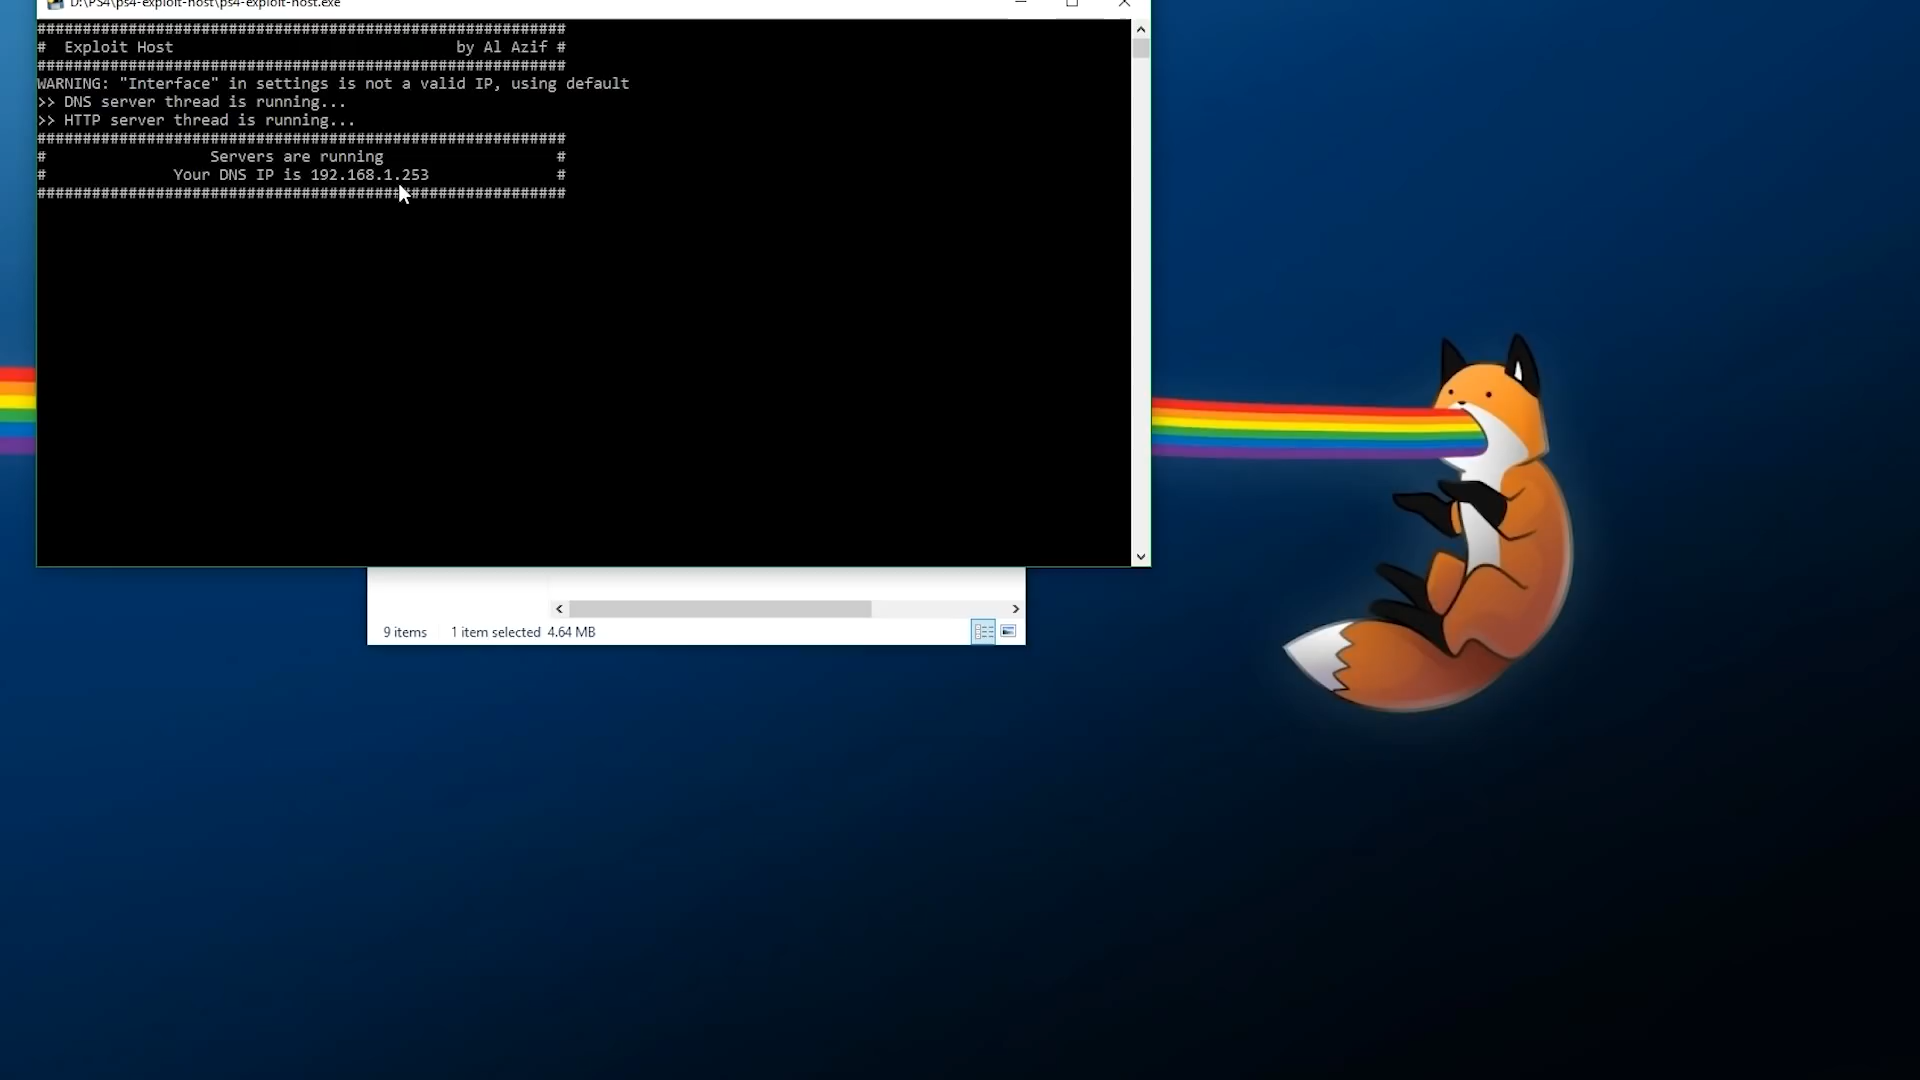 D:\PS4\ps4-exploit-host\ps4-exploit-host.exe
##########################################################
#  Exploit Host                               by Al Azif #
##########################################################
WARNING: "Interface" in settings is not a valid IP, using default
>> DNS server thread is running...
>> HTTP server thread is running...
##########################################################
#                  Servers are running                   #
#              Your DNS IP is 192.168.1.253              #
##########################################################
9 items 1 item selected 4.64 MB